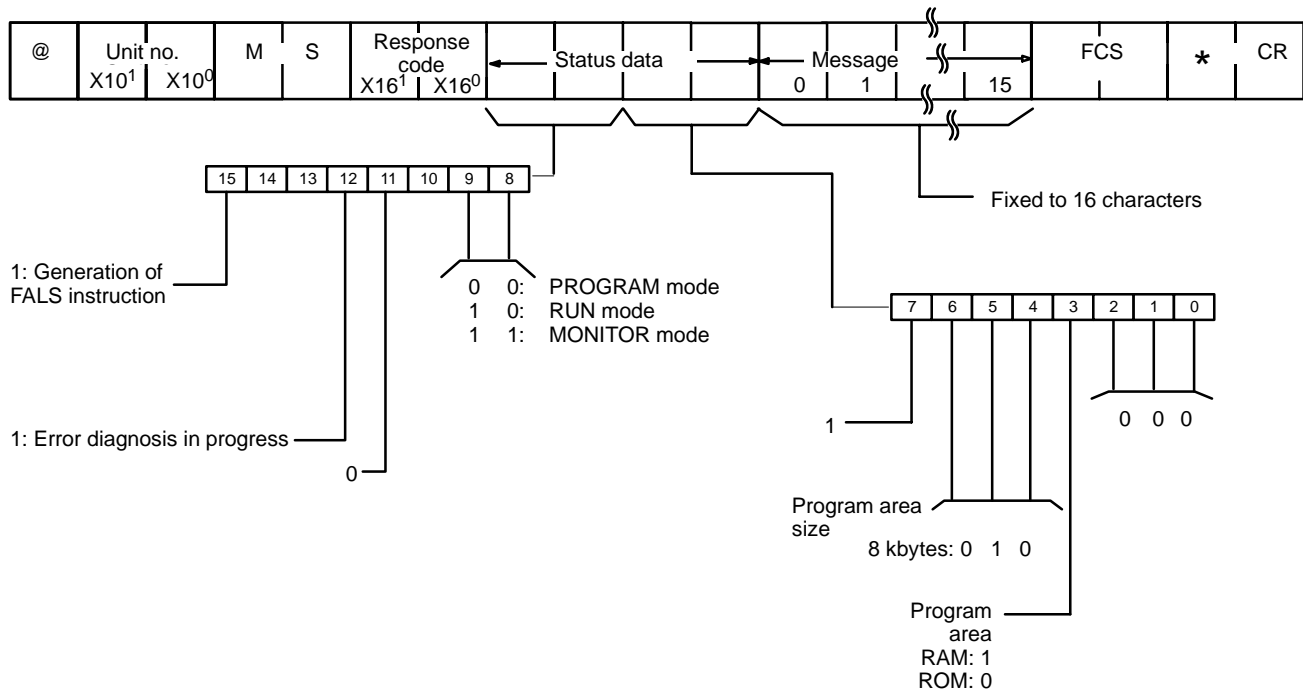 @ Unit no. M S Response code Status data Message FCS * CR
X10¹ X10⁰ X16¹ X16⁰ 0 1 15
15 14 13 12 11 10 9 8
Fixed to 16 characters
1: Generation of
FALS instruction
0 0: PROGRAM mode
1 0: RUN mode
1 1: MONITOR mode
7 6 5 4 3 2 1 0
1
0 0 0
1: Error diagnosis in progress
0
Program area
size
8 kbytes: 0 1 0
Program
area
RAM: 1
ROM: 0